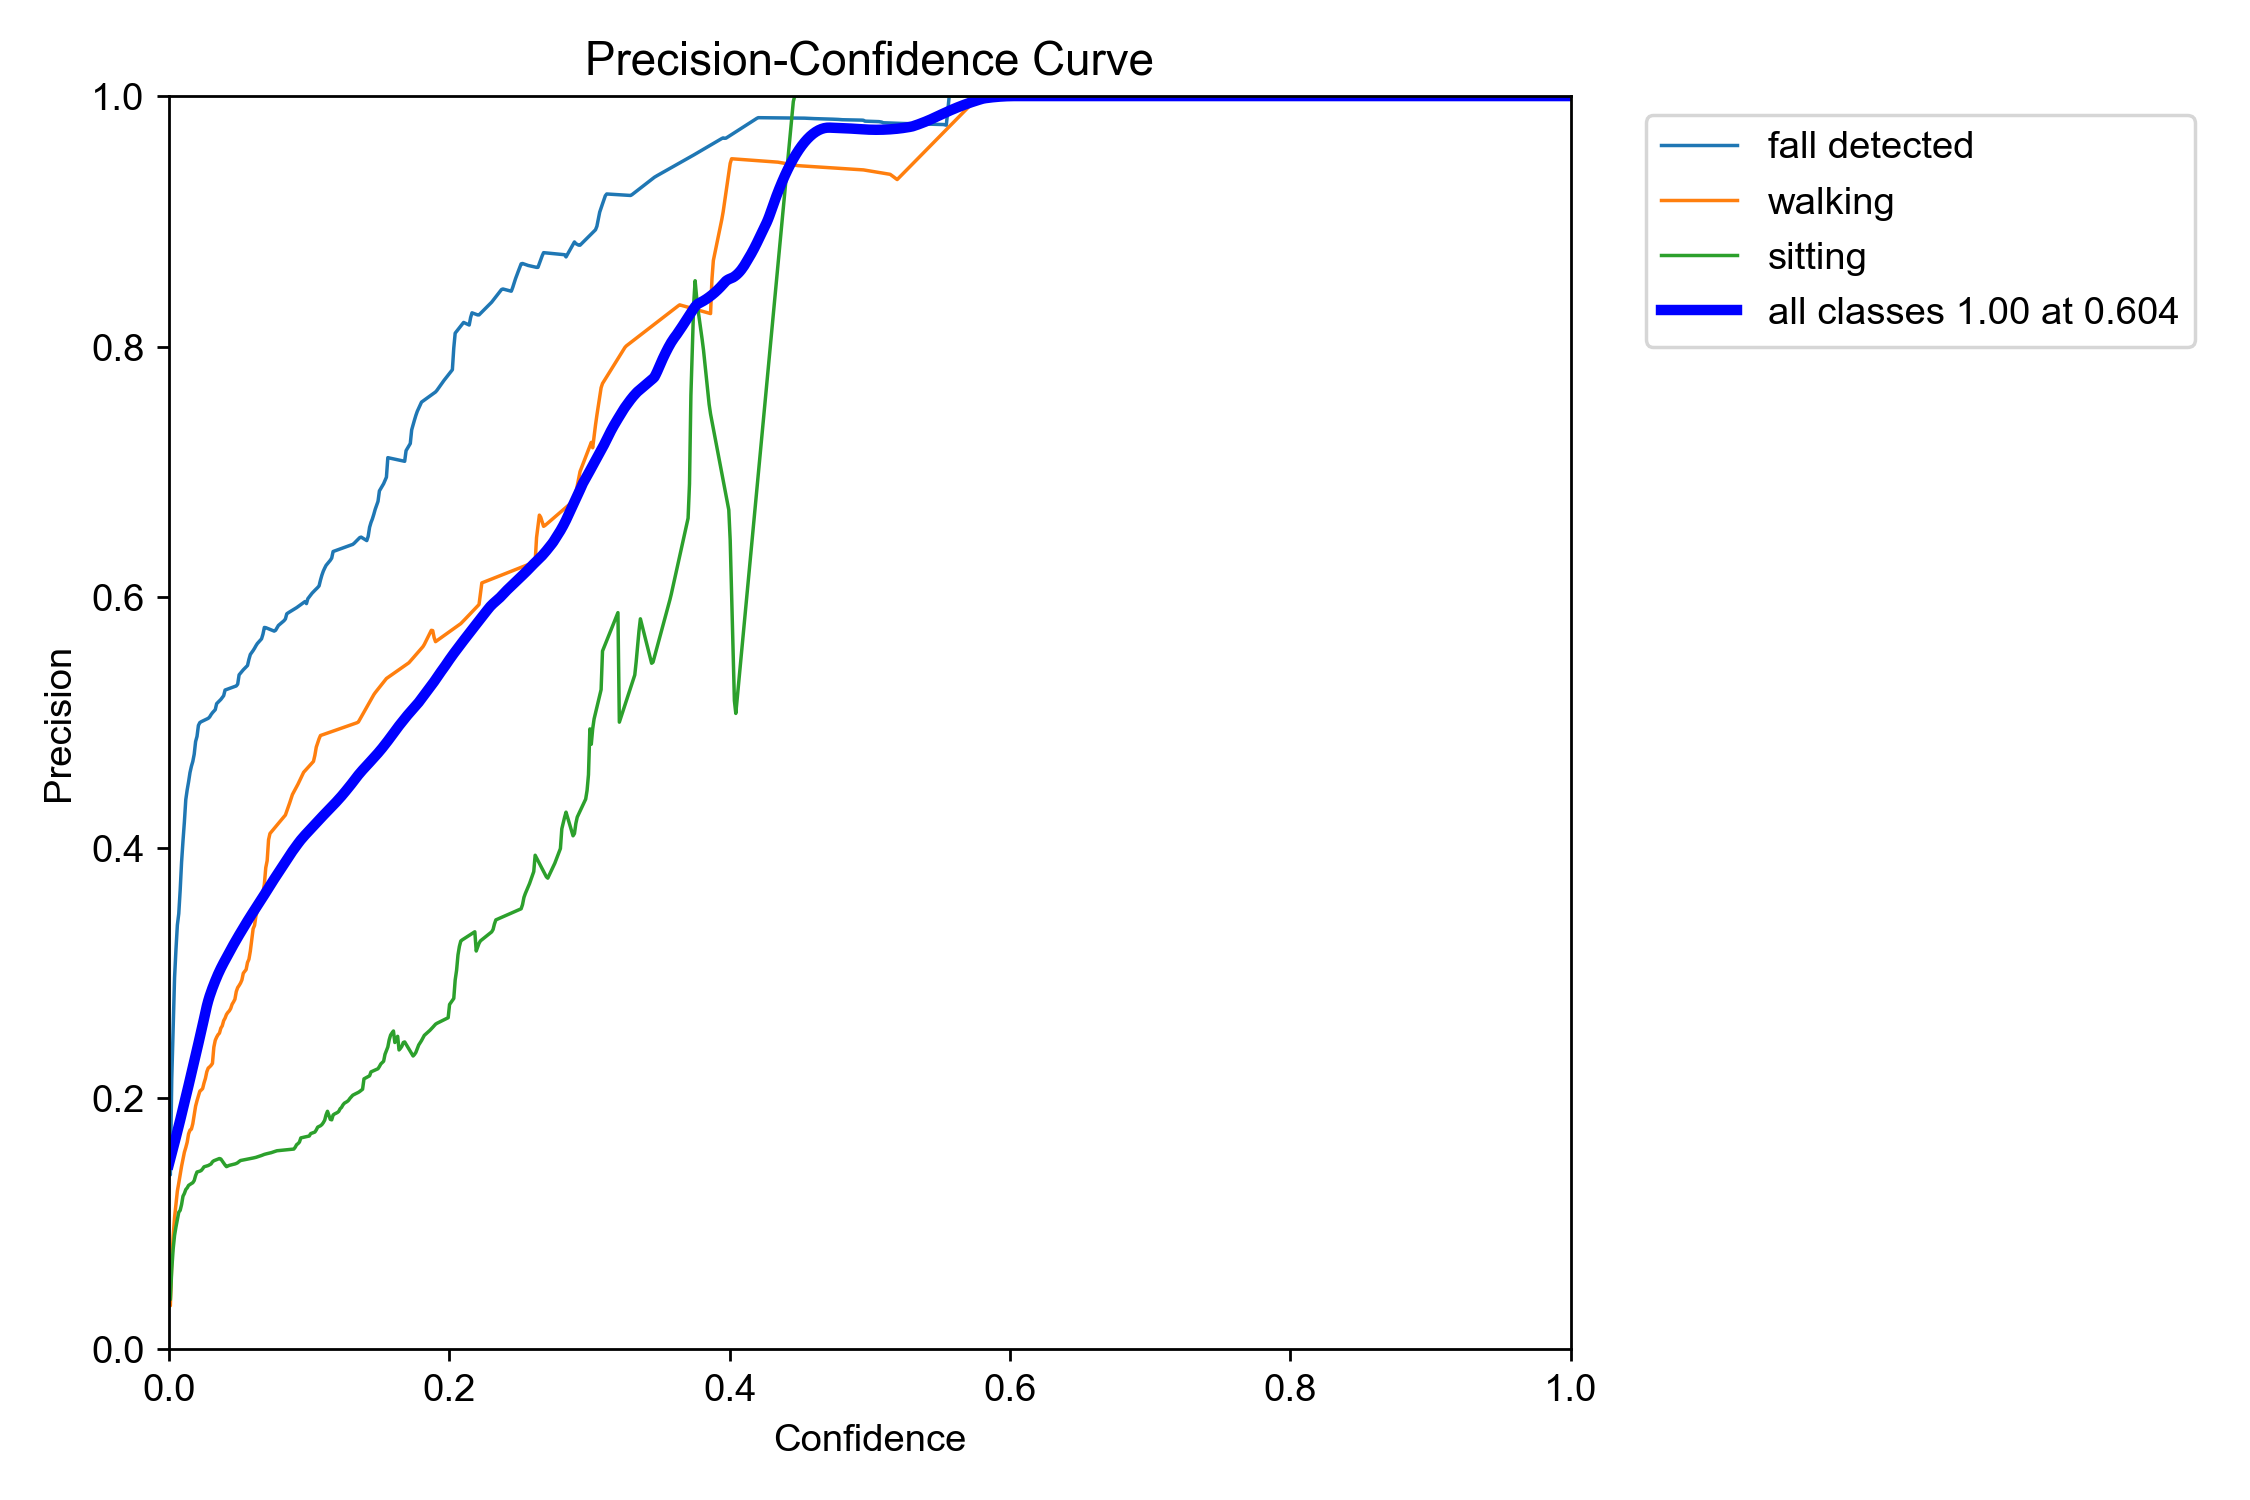 Precision-Confidence Curve
1.0
0.8
0.6
0.4
0.2
0.0
Precision
0.0 0.2 0.4 0.6 0.8 1.0
Confidence
fall detected
walking
sitting
all classes 1.00 at 0.604